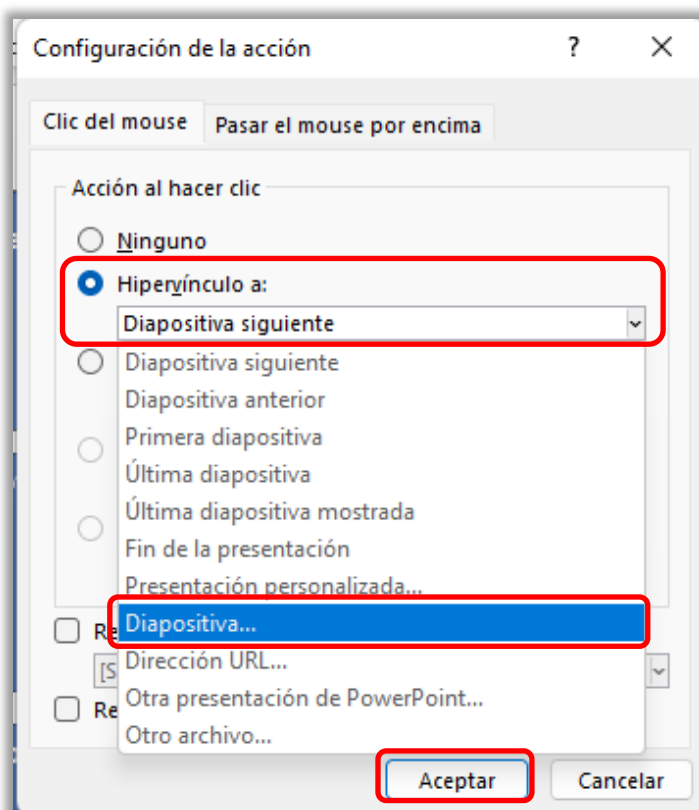 Configuración de la acción ? X
Clic del mouse Pasar el mouse por encima
Acción al hacer clic
Ninguno
Hipervínculo a:
Diapositiva siguiente
Diapositiva siguiente
Diapositiva anterior
Primera diapositiva
Última diapositiva
Última diapositiva mostrada
Fin de la presentación
Presentación personalizada...
Diapositiva...
Re
Dirección URL...
[S
Otra presentación de PowerPoint...
Re
Otro archivo...
Aceptar Cancelar